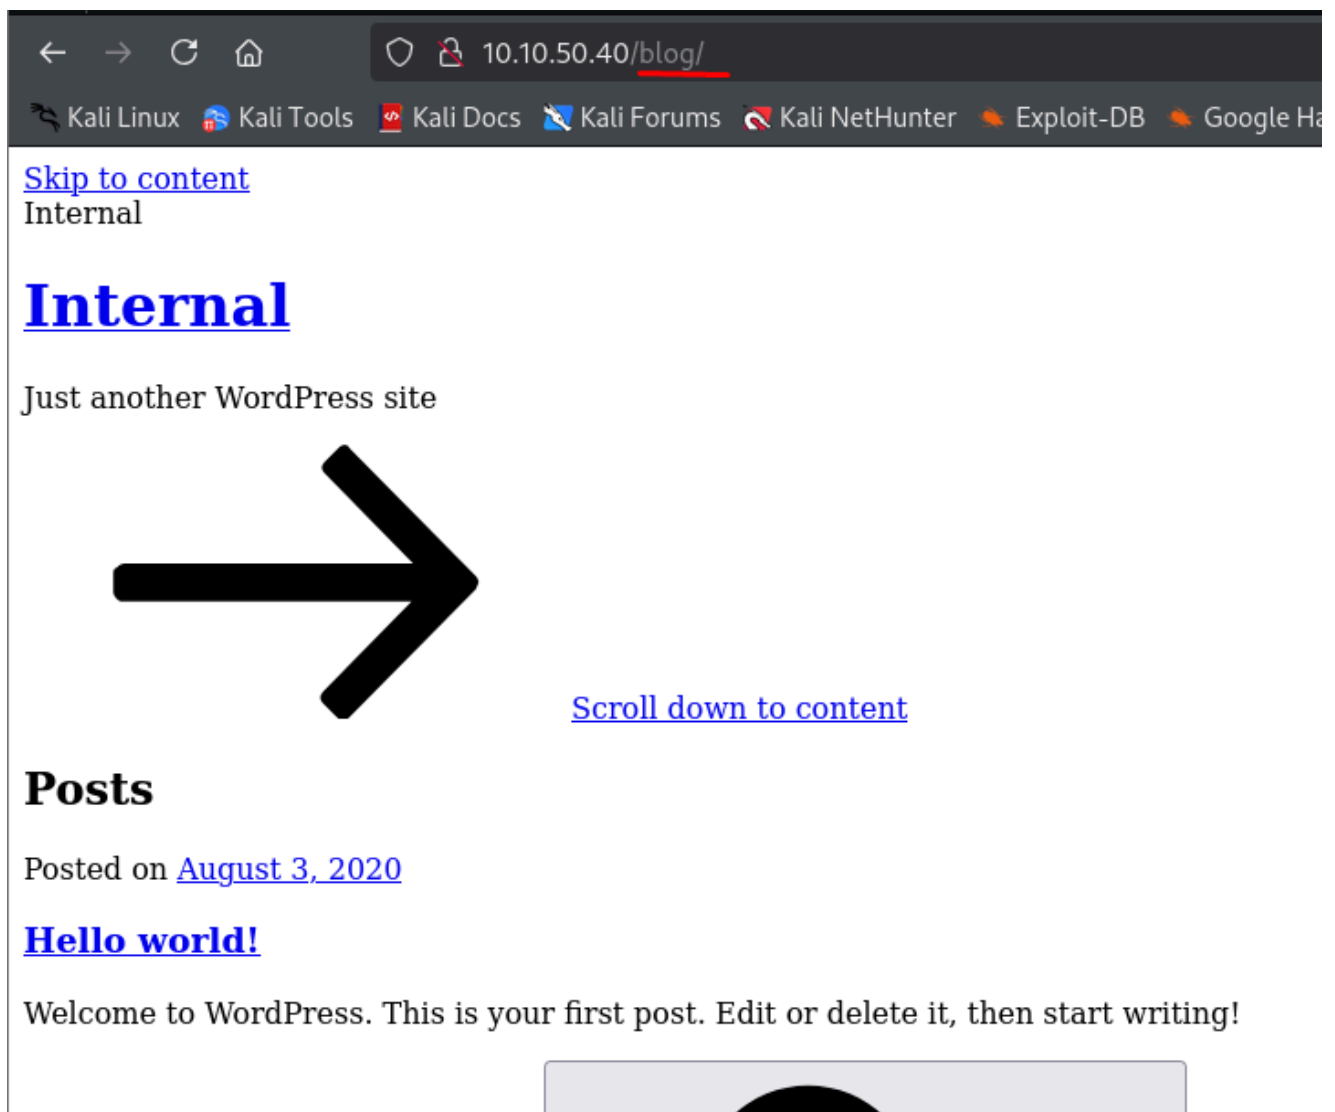 10.10.50.40/blog/
Kali Linux Kali Tools Kali Docs Kali Forums Kali NetHunter Exploit-DB Google
Skip to content
Internal
Internal
Just another WordPress site
Scroll down to content
Posts
Posted on August 3, 2020
Hello world!
Welcome to WordPress. This is your first post. Edit or delete it, then start writing!